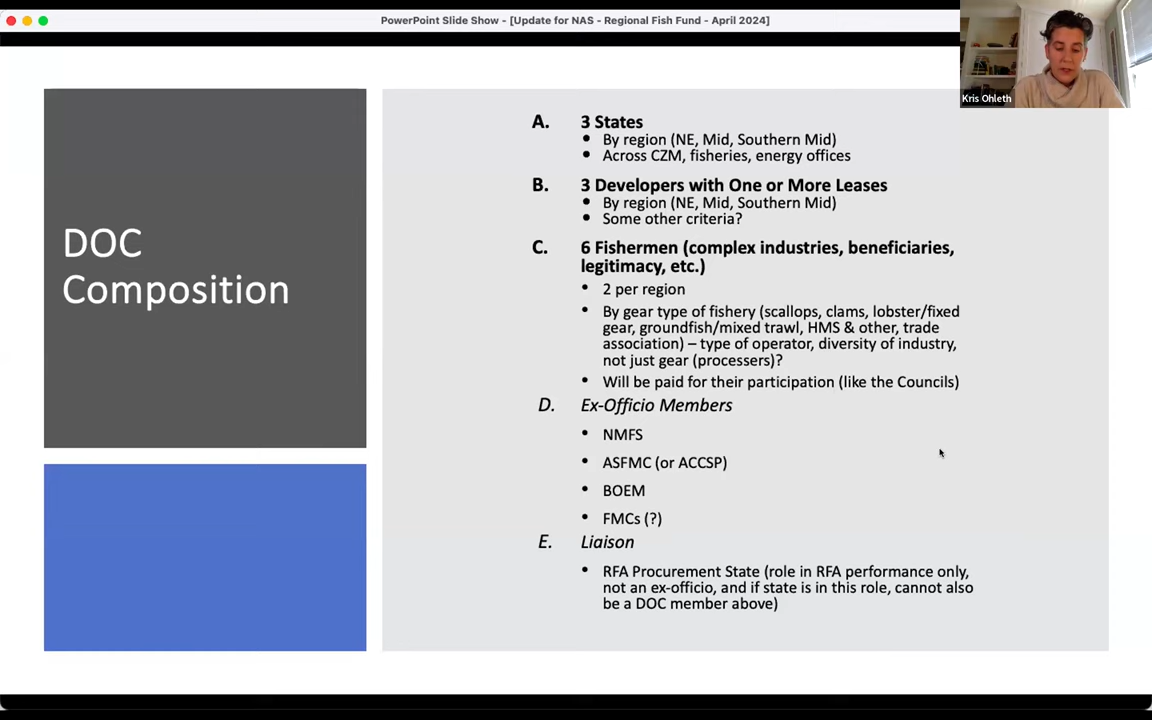 PowerPoint Slide Show - [Update for NAS - Regional Fish Fund - April 2024]
Kris Ohleth
DOC
Composition
A. 3 States
• By region (NE, Mid, Southern Mid)
• Across CZM, fisheries, energy offices
B. 3 Developers with One or More Leases
• By region (NE, Mid, Southern Mid)
• Some other criteria?
C. 6 Fishermen (complex industries, beneficiaries,
legitimacy, etc.)
• 2 per region
• By gear type of fishery (scallops, clams, lobster/fixed
gear, groundfish/mixed trawl, HMS & other, trade
association) – type of operator, diversity of industry,
not just gear (processers)?
• Will be paid for their participation (like the Councils)
D. Ex-Officio Members
• NMFS
• ASFMC (or ACCSP)
• BOEM
• FMCs (?)
E. Liaison
• RFA Procurement State (role in RFA performance only,
not an ex-officio, and if state is in this role, cannot also
be a DOC member above)